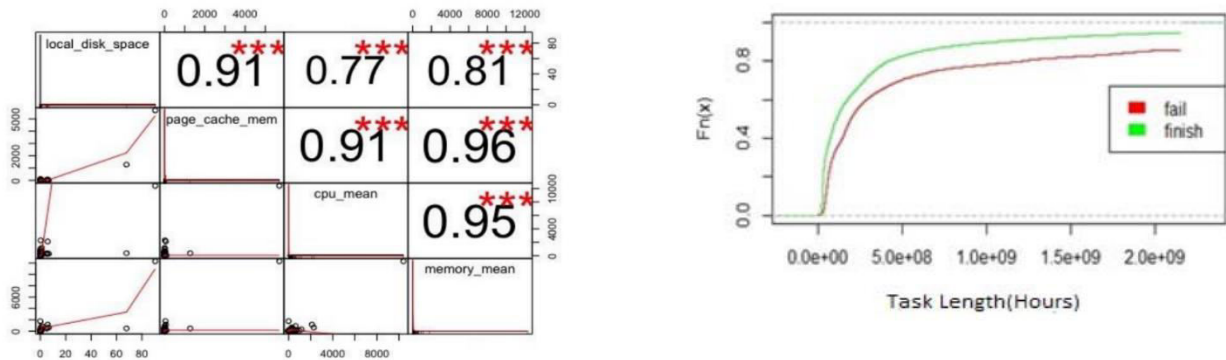 0 2000 4000
0 4000 8000 12000
local_disk_space
0.91***
0.77***
0.81***
0 40 80
0 2000 5000
page_cache_mem
0.91***
0.96***
cpu_mean
0.95***
0 4000 10000
0 6000
memory_mean
0 20 40 60 80
0 4000 10000
Fn(x)
0.0 0.4 0.8
fail
finish
0.0e+00 5.0e+08 1.0e+09 1.5e+09 2.0e+09
Task Length(Hours)